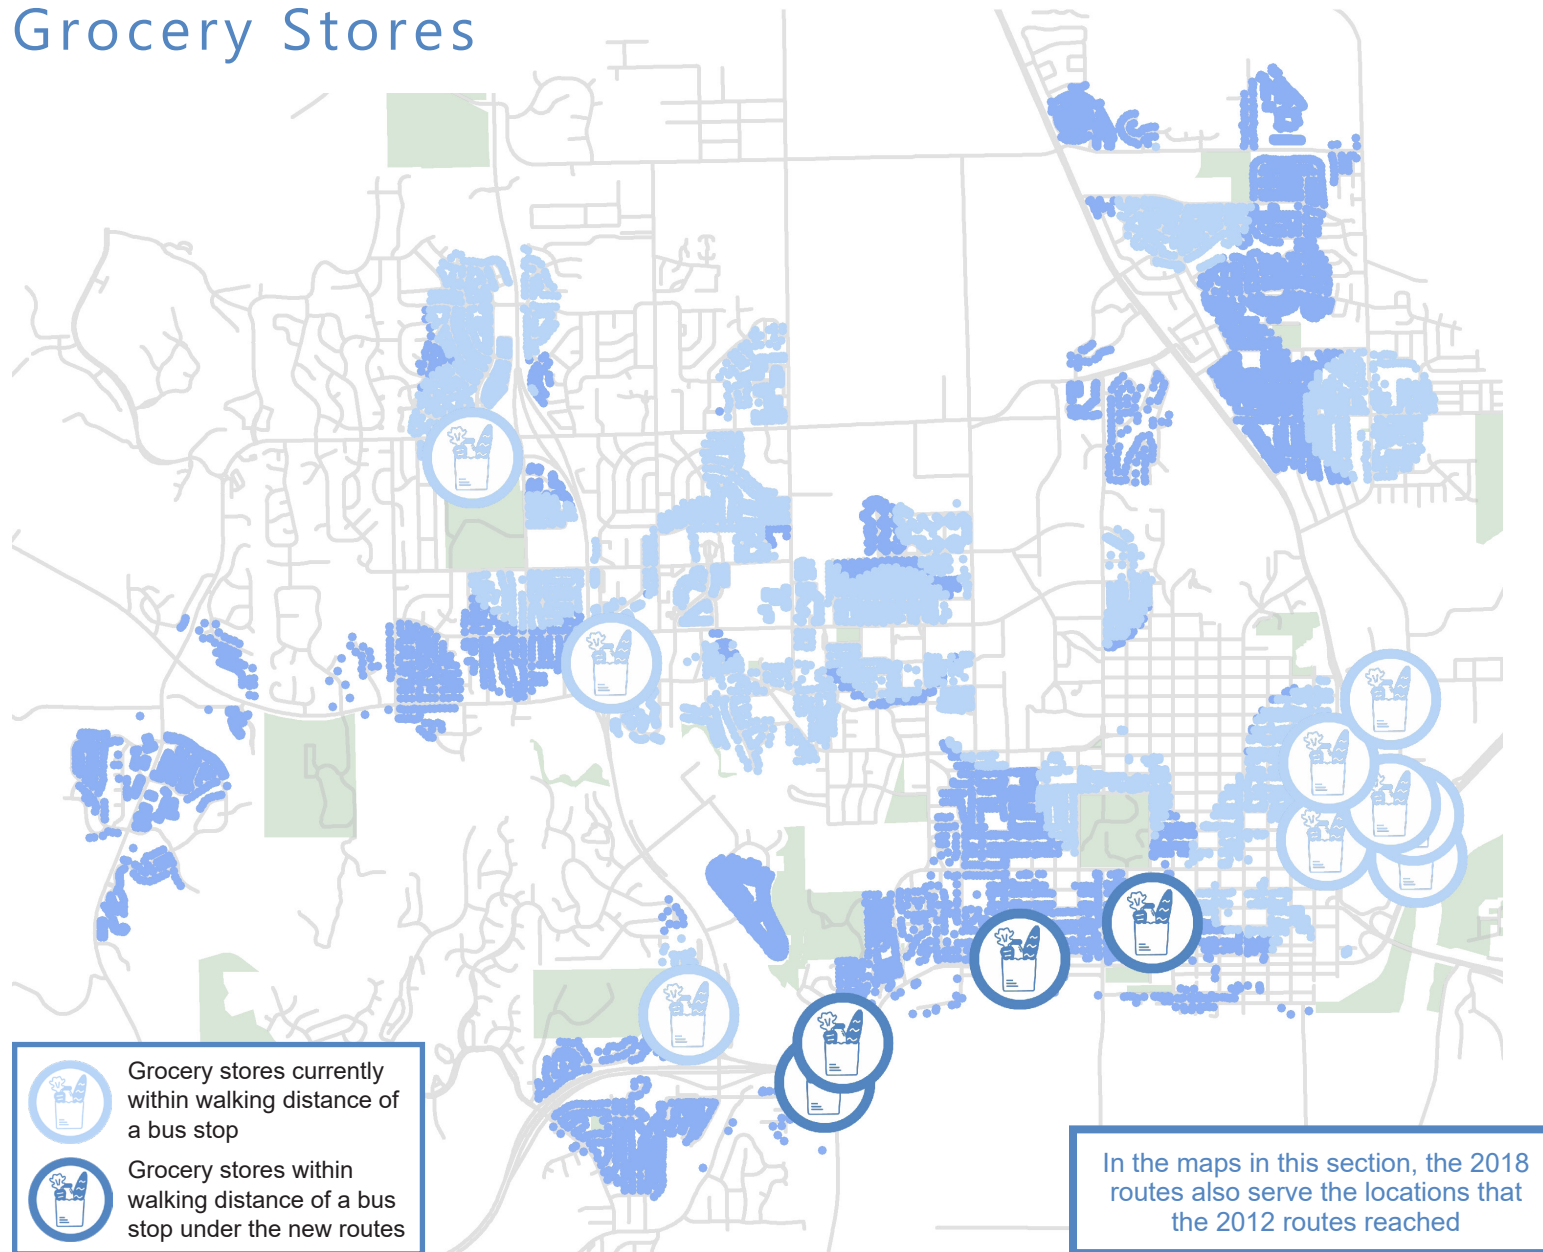 Grocery Stores
Grocery stores currently
within walking distance of
a bus stop
Grocery stores within
walking distance of a bus
stop under the new routes
In the maps in this section, the 2018
routes also serve the locations that
the 2012 routes reached